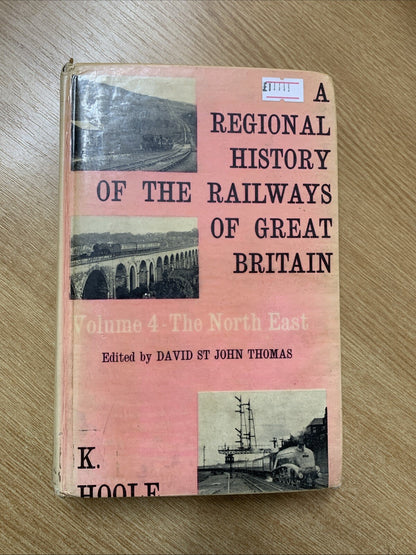 £1
A
REGIONAL
HISTORY
OF THE RAILWAYS
OF GREAT
BRITAIN
Volume 4 - The North East
Edited by DAVID ST JOHN THOMAS
K.
HOOLE